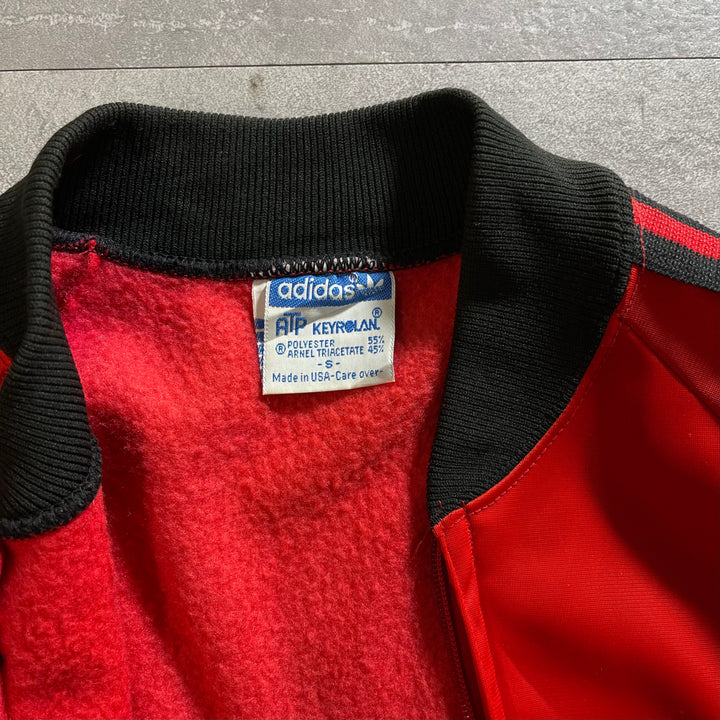 adidas®
ATP KEYROLAN®
® POLYESTER 55%
ARNEL TRIACETATE 45%
-S-
Made in USA-Care over-